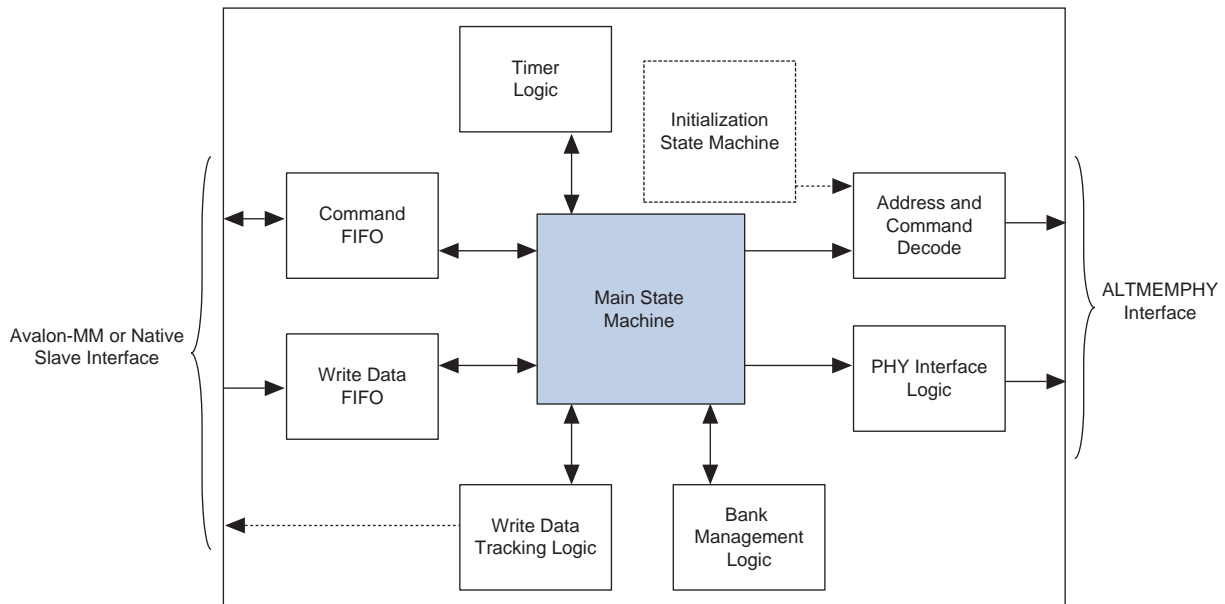 Timer
Logic
Initialization
State Machine
Command
FIFO
Address and
Command
Decode
Main State
Machine
Avalon-MM or Native
Slave Interface
ALTMEMPHY
Interface
Write Data
FIFO
PHY Interface
Logic
Write Data
Tracking Logic
Bank
Management
Logic